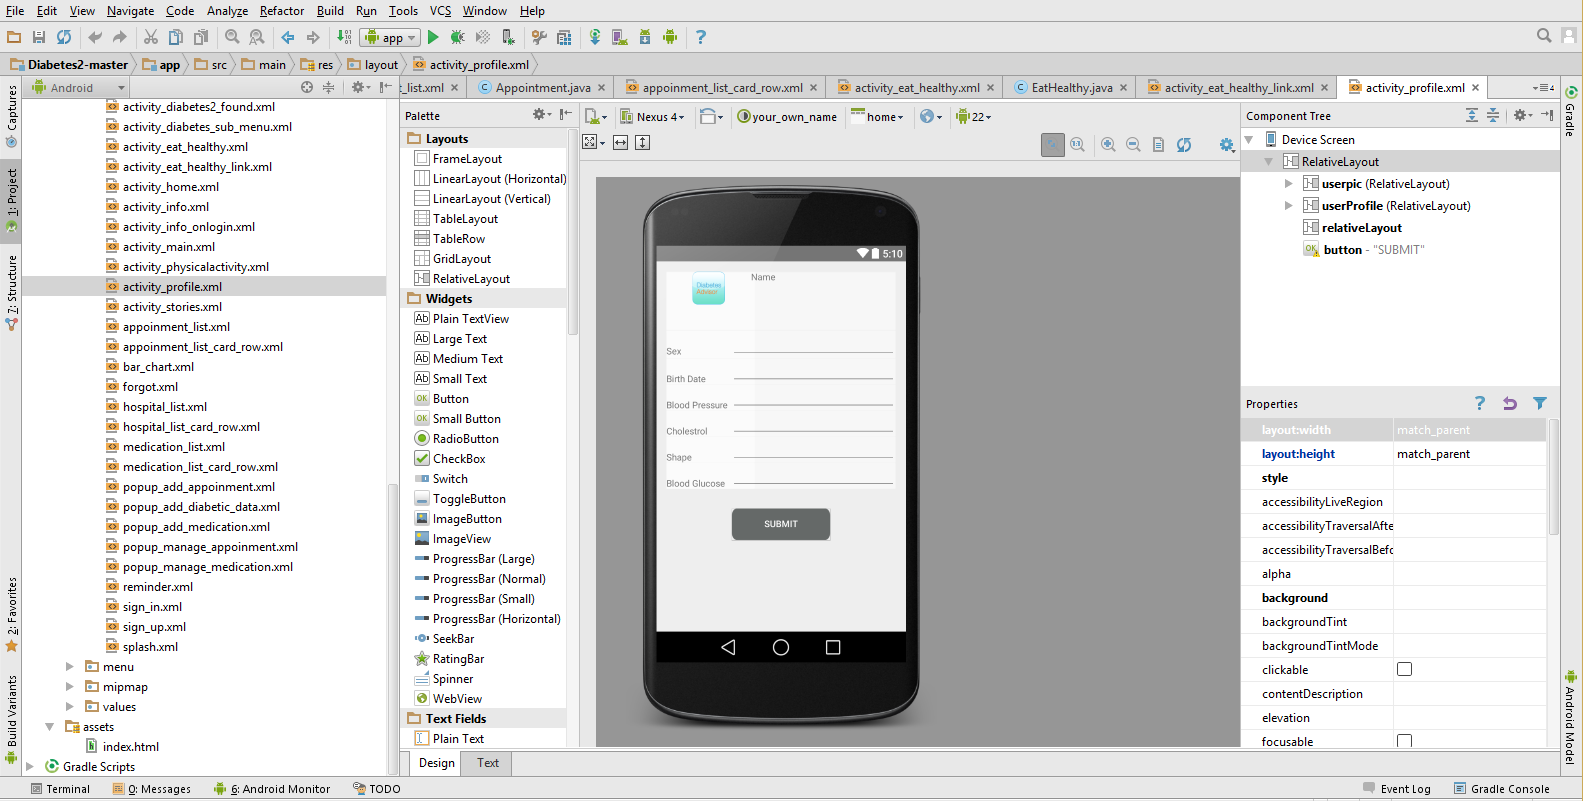 File Edit View Navigate Code Analyze Refactor Build Run Tools VCS Window Help
app
Diabetes2-master app src main res layout activity_profile.xml
Captures
1: Project
7: Structure
2: Favorites
Build Variants
Android
activity_diabetes2_found.xml
activity_diabetes_sub_menu.xml
activity_eat_healthy.xml
activity_eat_healthy_link.xml
activity_home.xml
activity_info.xml
activity_info_onlogin.xml
activity_main.xml
activity_physicalactivity.xml
activity_profile.xml
activity_stories.xml
appoinment_list.xml
appoinment_list_card_row.xml
bar_chart.xml
forgot.xml
hospital_list.xml
hospital_list_card_row.xml
medication_list.xml
medication_list_card_row.xml
popup_add_appoinment.xml
popup_add_diabetic_data.xml
popup_add_medication.xml
popup_manage_appoinment.xml
popup_manage_medication.xml
reminder.xml
sign_in.xml
sign_up.xml
splash.xml
menu
mipmap
values
assets
index.html
Gradle Scripts
t_list.xml Appointment.java appoinment_list_card_row.xml activity_eat_healthy.xml EatHealthy.java activity_eat_healthy_link.xml activity_profile.xml 4
Palette
Layouts
FrameLayout
LinearLayout (Horizontal)
LinearLayout (Vertical)
TableLayout
TableRow
GridLayout
RelativeLayout
Widgets
Ab Plain TextView
Ab Large Text
Ab Medium Text
Ab Small Text
OK Button
OK Small Button
RadioButton
CheckBox
Switch
ToggleButton
ImageButton
ImageView
ProgressBar (Large)
ProgressBar (Normal)
ProgressBar (Small)
ProgressBar (Horizontal)
SeekBar
RatingBar
Spinner
WebView
Text Fields
Plain Text
Nexus 4 your_own_name home 22
5:10
Diabetes
Name
Sex
Birth Date
Blood Pressure
Cholestrol
Shape
Blood Glucose
SUBMIT
Design Text
Component Tree
Device Screen
RelativeLayout
userpic (RelativeLayout)
userProfile (RelativeLayout)
relativeLayout
OK button - "SUBMIT"
Properties
layout:width match_parent
layout:height match_parent
style
accessibilityLiveRegion
accessibilityTraversalAfte
accessibilityTraversalBefo
alpha
background
backgroundTint
backgroundTintMode
clickable
contentDescription
elevation
focusable
Gradle
Android Model
Terminal 0: Messages 6: Android Monitor TODO Event Log Gradle Console